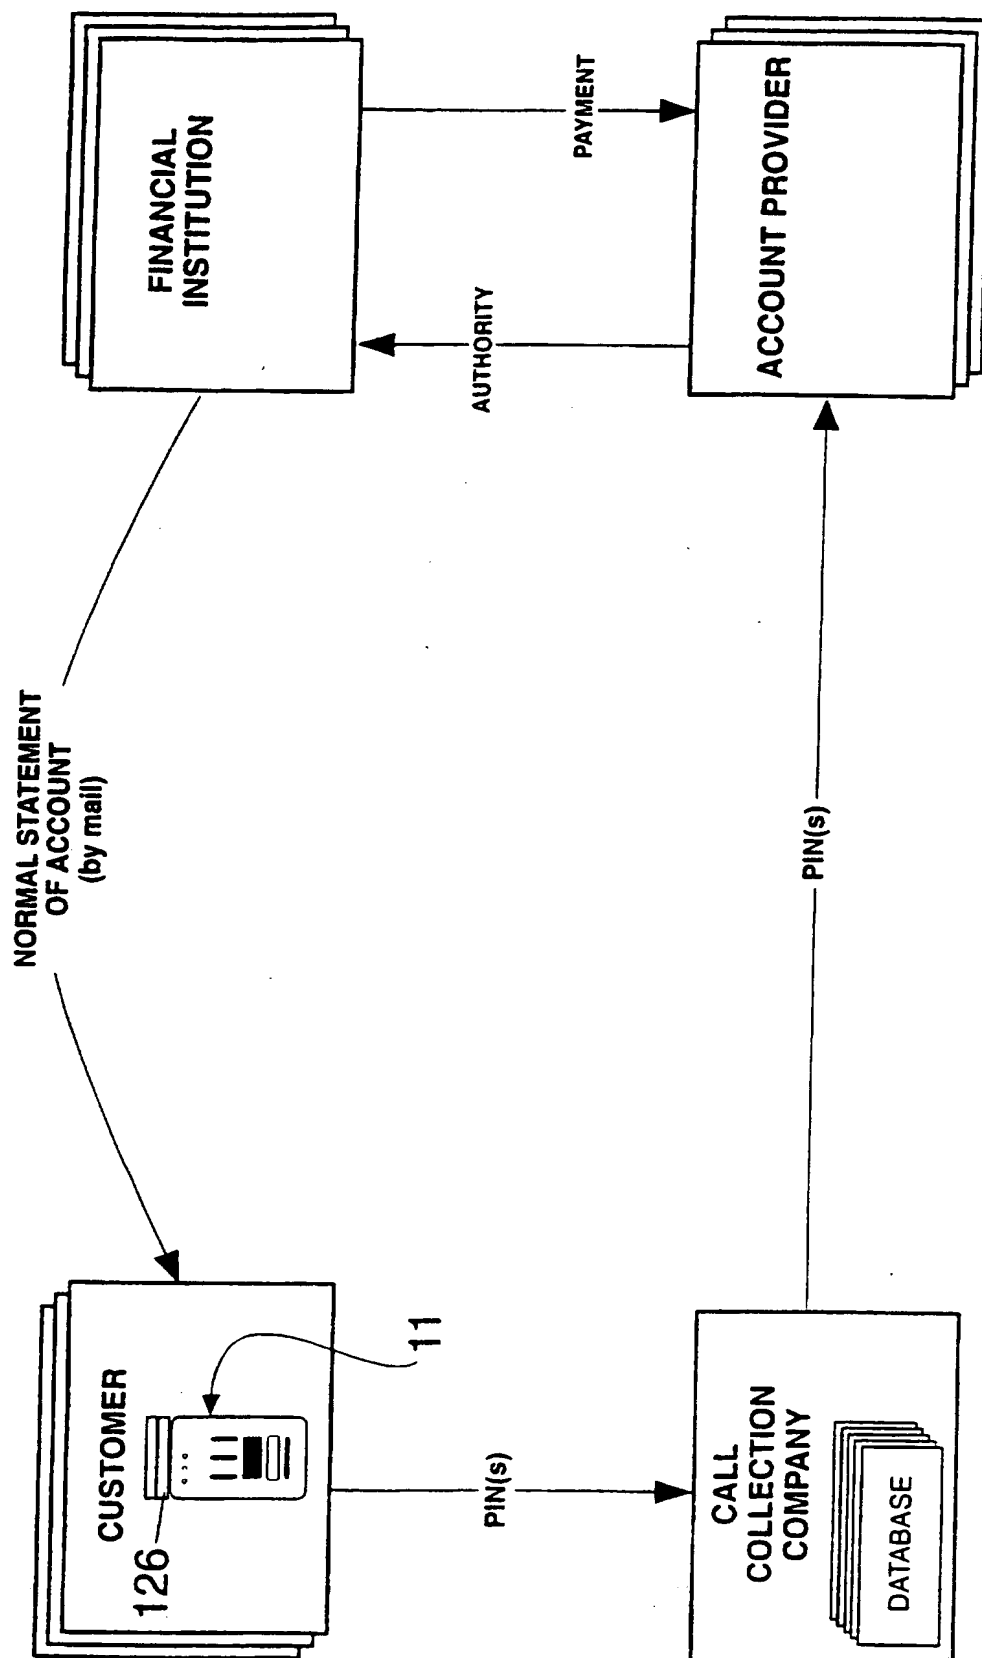 NORMAL STATEMENT
OF ACCOUNT
(by mail)
CUSTOMER
126
11
FINANCIAL
INSTITUTION
PIN(s)
AUTHORITY
PAYMENT
CALL
COLLECTION
COMPANY
DATABASE
PIN(s)
ACCOUNT PROVIDER